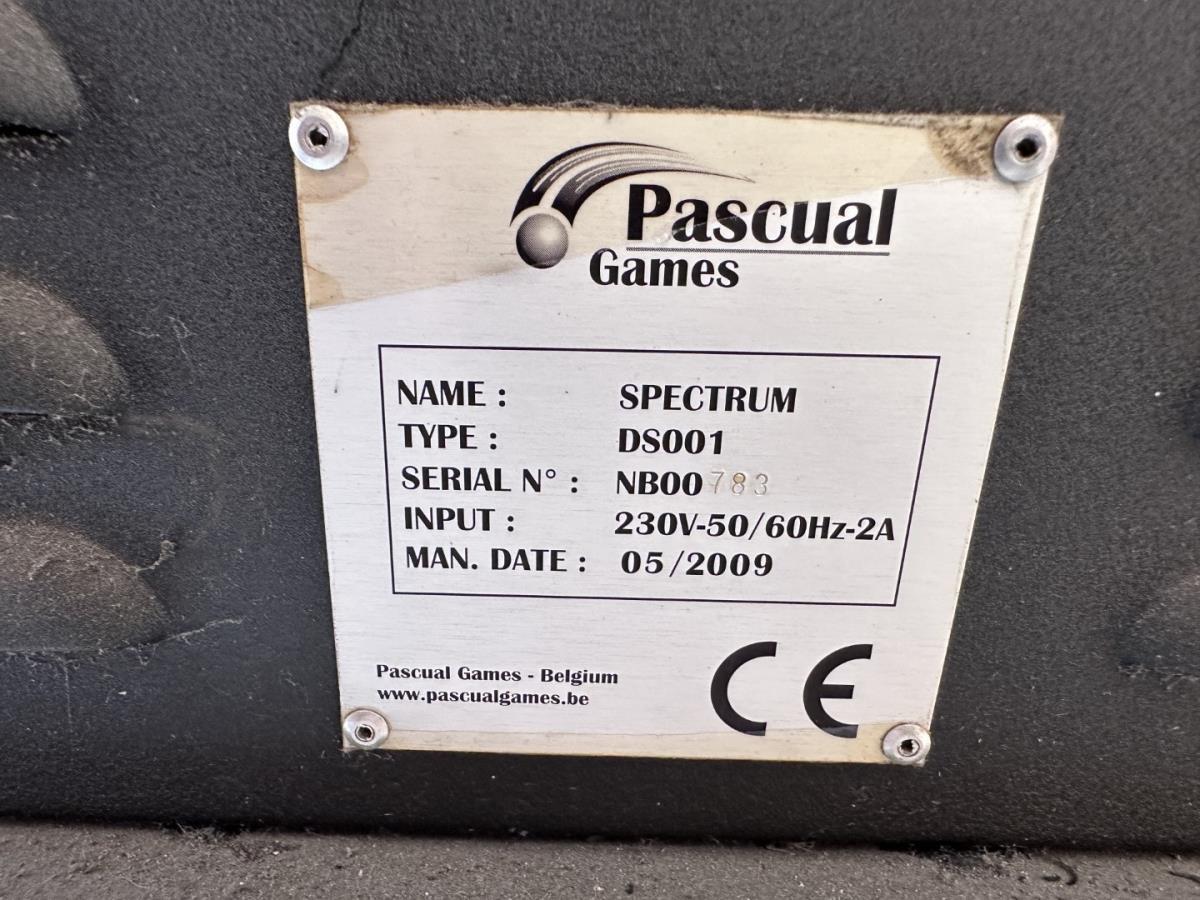 Pascual
Games
NAME : SPECTRUM
TYPE : DS001
SERIAL N° : NB00783
INPUT : 230V-50/60Hz-2A
MAN. DATE : 05/2009
Pascual Games - Belgium
www.pascualgames.be
CE